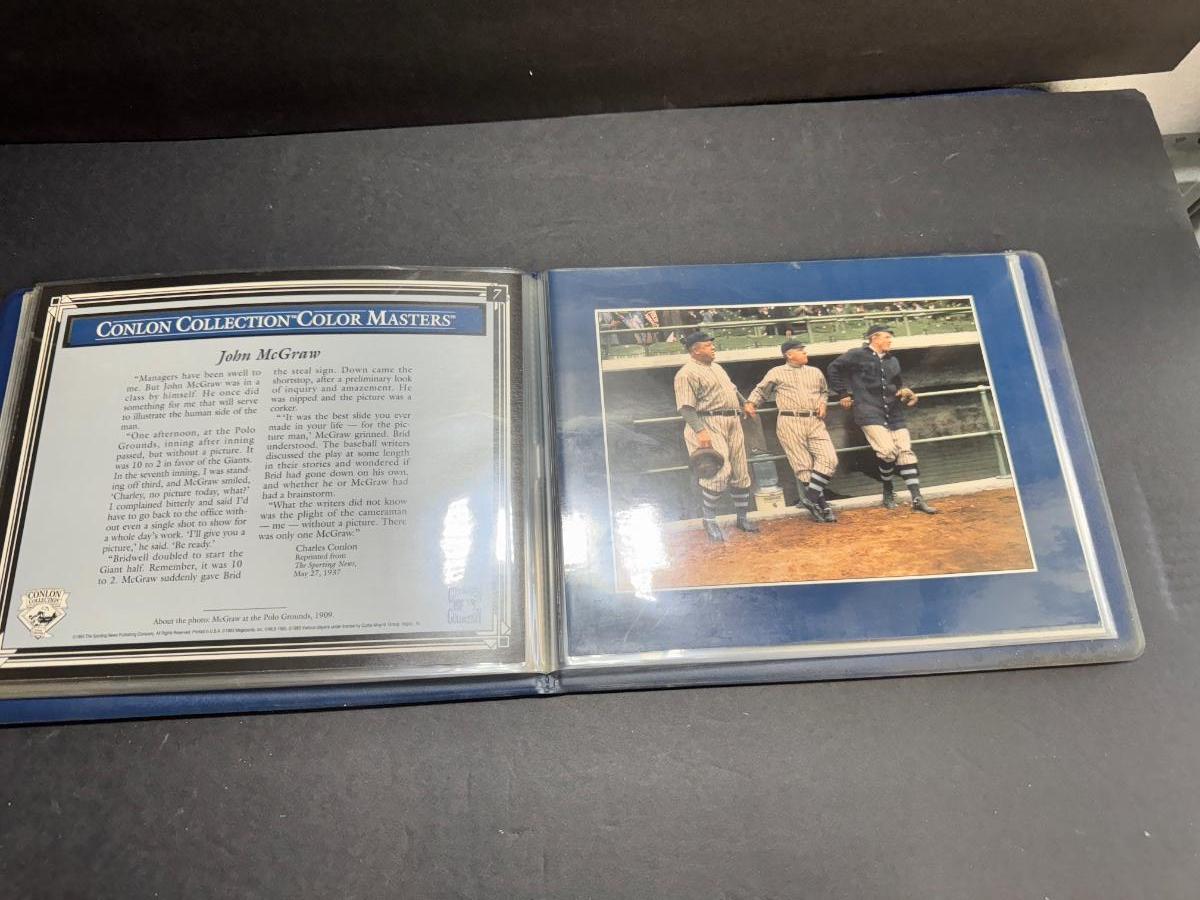 7
CONLON COLLECTION™ COLOR MASTERS™
John McGraw
“Managers have been swell to
me. But John McGraw was in a
class by himself. He once did
something for me that will serve
to illustrate the human side of the
man.
“One afternoon, at the Polo
Grounds, inning after inning
passed, but without a picture. It
was 10 to 2 in favor of the Giants.
In the seventh inning, I was stand-
ing off third, and McGraw smiled,
‘Charley, no picture today, what?’
I complained bitterly and said I’d
have to go back to the office with-
out even a single shot to show for
a whole day’s work. ‘I’ll give you a
picture,’ he said. ‘Be ready.’
“Bridwell doubled to start the
Giant half. Remember, it was 10
to 2. McGraw suddenly gave Brid
the steal sign. Down came the
shortstop, after a preliminary look
of inquiry and amazement. He
was nipped and the picture was a
corker.
“‘It was the best slide you ever
made in your life — for the pic-
ture man,’ McGraw grinned. Brid
understood. The baseball writers
discussed the play at some length
in their stories and wondered if
Brid had gone down on his own,
and whether he or McGraw had
had a brainstorm.
“What the writers did not know
was the plight of the cameraman
— me — without a picture. There
was only one McGraw.”
Charles Conlon
Reprinted from
The Sporting News,
May 27, 1937
CONLON
COLLECTION
About the photo: McGraw at the Polo Grounds, 1909.
The Sporting News Publishing Company. All Rights Reserved. Printed in U.S.A.